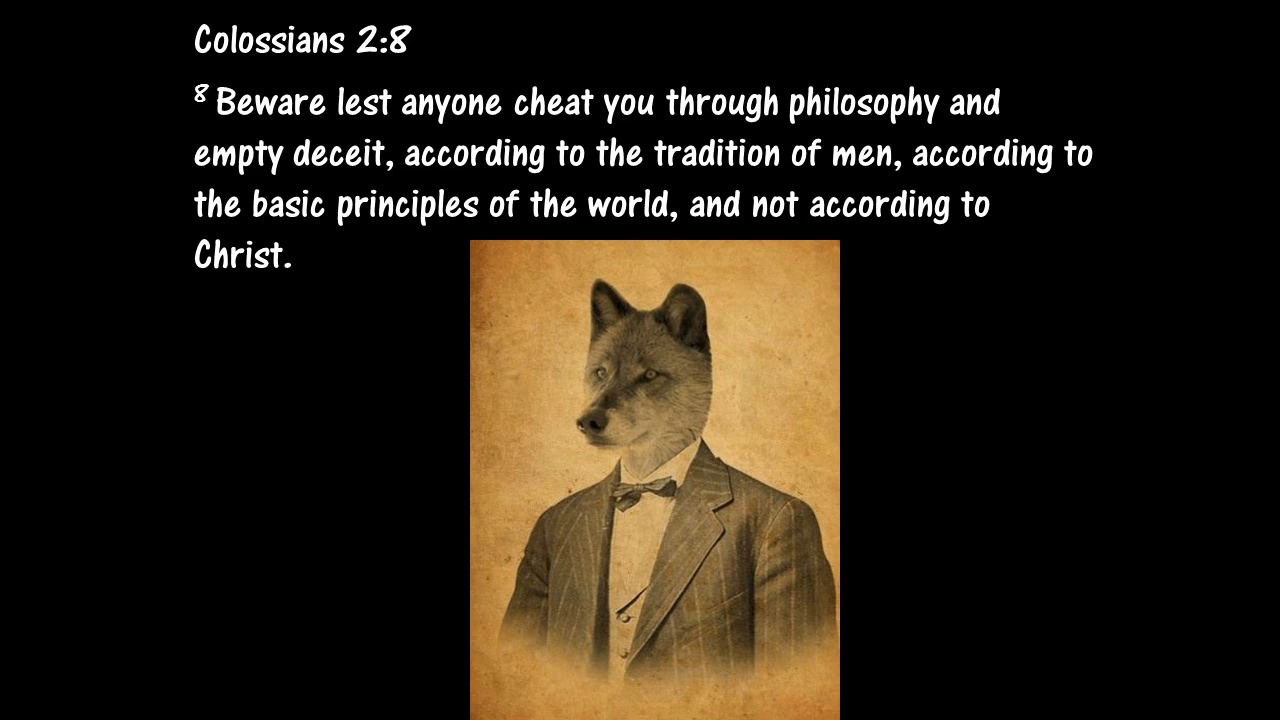 Colossians 2:8
8 Beware lest anyone cheat you through philosophy and
empty deceit, according to the tradition of men, according to
the basic principles of the world, and not according to
Christ.